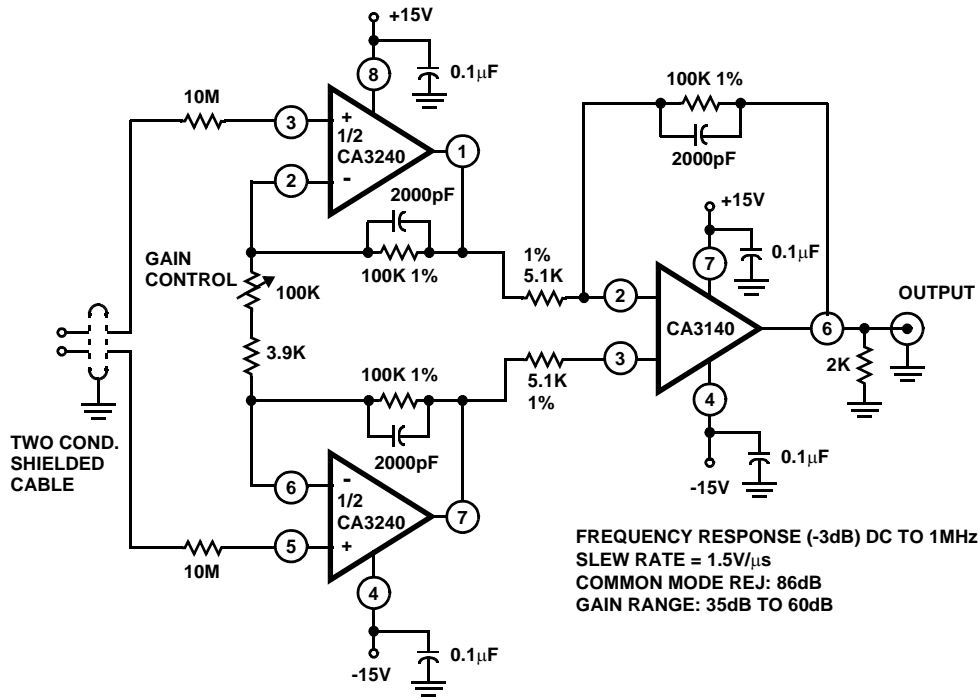 +15V
8
0.1μF
10M
3
+
1/2
CA3240
1
2
-
2000pF
100K 1%
GAIN
CONTROL
100K
3.9K
100K 1%
2000pF
TWO COND.
SHIELDED
CABLE
6
-
1/2
CA3240
7
5
+
10M
4
-15V
0.1μF
100K 1%
2000pF
1%
5.1K
5.1K
1%
+15V
0.1μF
7
2
CA3140
3
6
OUTPUT
2K
4
0.1μF
-15V
FREQUENCY RESPONSE (-3dB) DC TO 1MHz
SLEW RATE = 1.5V/μs
COMMON MODE REJ: 86dB
GAIN RANGE: 35dB TO 60dB